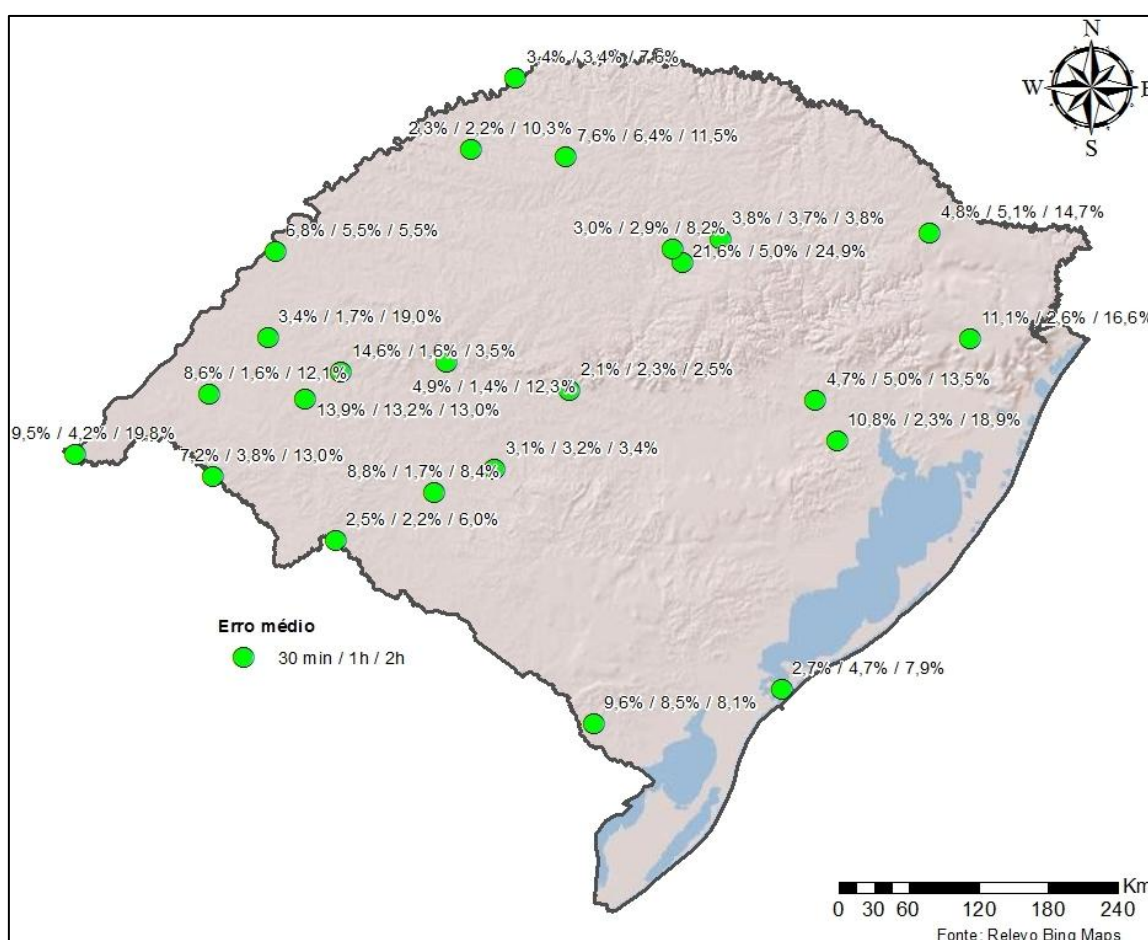 N
3,4% / 3,4% / 7,6%
W
E
2,3% / 2,2% / 10,3%
7,6% / 6,4% / 11,5%
S
4,8% / 5,1% / 14,7%
3,8% / 3,7% / 3,8%
6,8% / 5,5% / 5,5%
3,0% / 2,9% / 8,2%
21,6% / 5,0% / 24,9%
3,4% / 1,7% / 19,0%
11,1% / 2,6% / 16,6%
14,6% / 1,6% / 3,5%
2,1% / 2,3% / 2,5%
8,6% / 1,6% / 12,1%
4,9% / 1,4% / 12,3%
4,7% / 5,0% / 13,5%
13,9% / 13,2% / 13,0%
10,8% / 2,3% / 18,9%
9,5% / 4,2% / 19,8%
3,1% / 3,2% / 3,4%
7,2% / 3,8% / 13,0%
8,8% / 1,7% / 8,4%
2,5% / 2,2% / 6,0%
Erro médio
30 min / 1h / 2h
2,7% / 4,7% / 7,9%
9,6% / 8,5% / 8,1%
Km
0 30 60 120 180 240
Fonte: Relevo Bing Maps